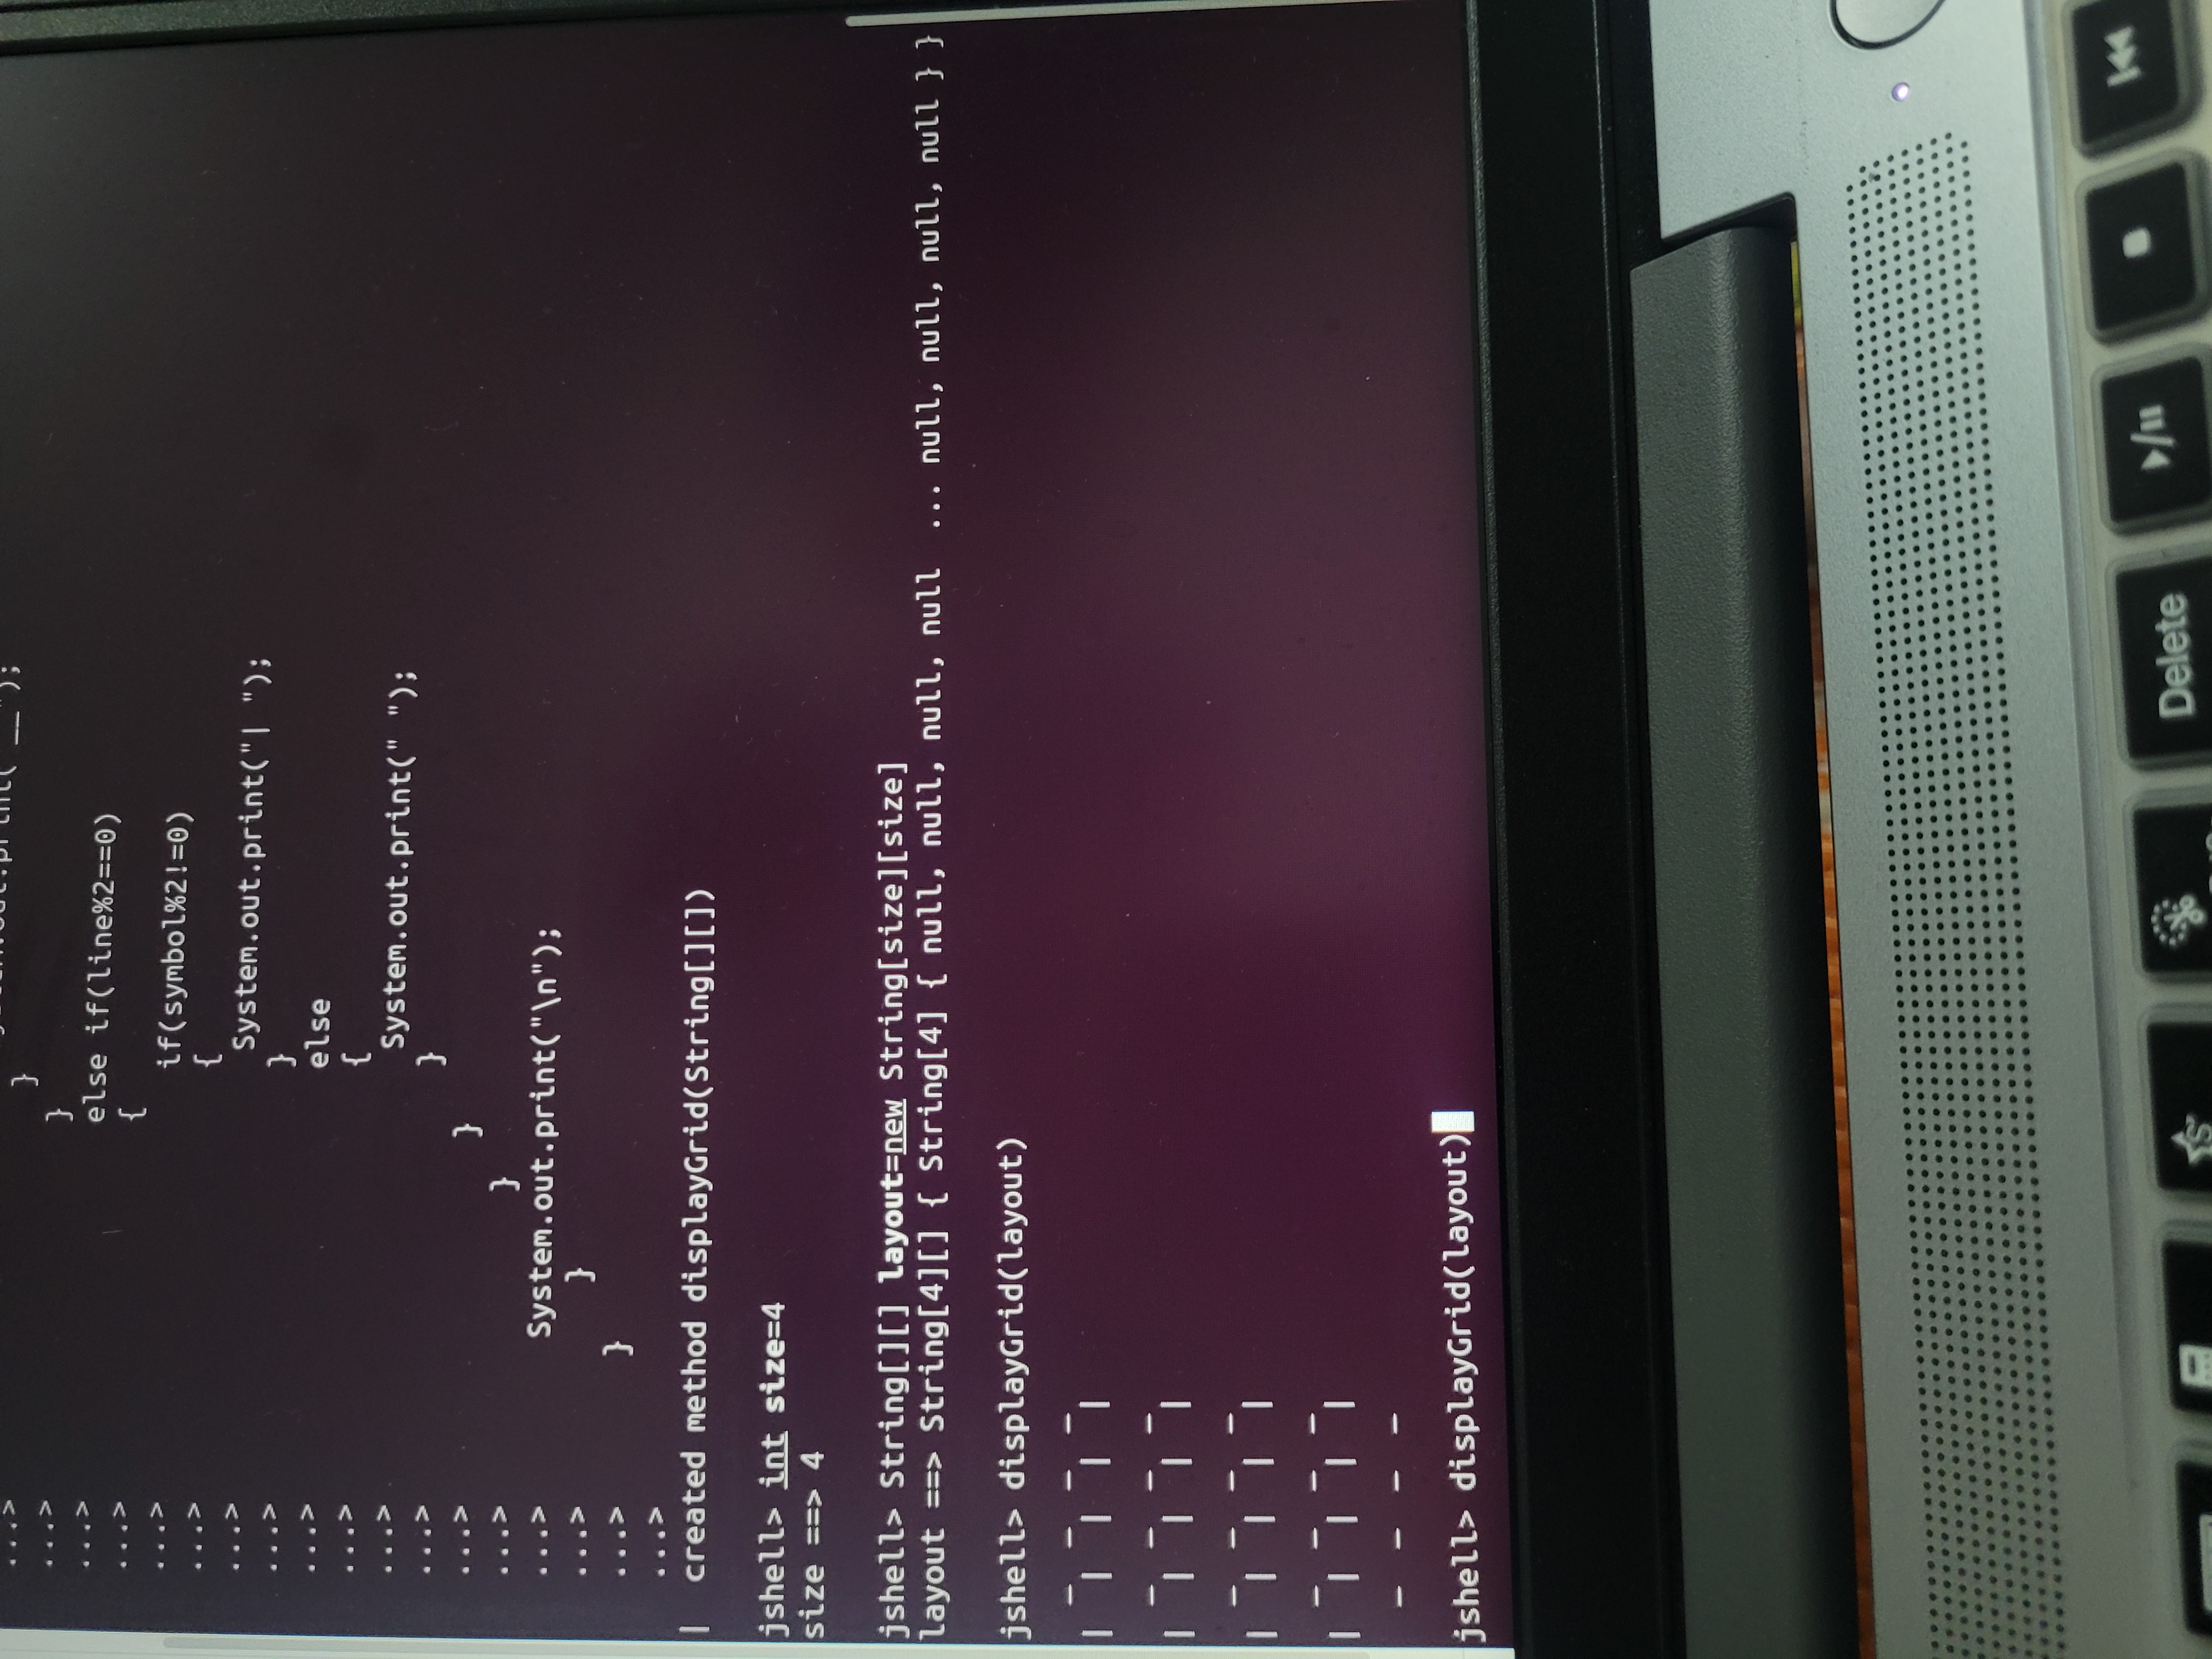 ...> System.out.print(" __");
...> }
...> }
...> else if(line%2==0)
...> {
...> if(symbol%2!=0)
...> {
...> System.out.print("| ");
...> }
...> else
...> {
...> System.out.print(" ");
...> }
...> }
...> }
...> System.out.print("\n");
...> }
...> }
...>
| created method displayGrid(String[][])
jshell> int size=4
size ==> 4
jshell> String[][] layout=new String[size][size]
layout ==> String[4][] { String[4] { null, null, null, null ... null, null, null, null } }
jshell> displayGrid(layout)
  _  _  _  _
|  |  |  |  |
  _  _  _  _
|  |  |  |  |
  _  _  _  _
|  |  |  |  |
  _  _  _  _
|  |  |  |  |
  _  _  _  _
jshell> displayGrid(layout)
Delete